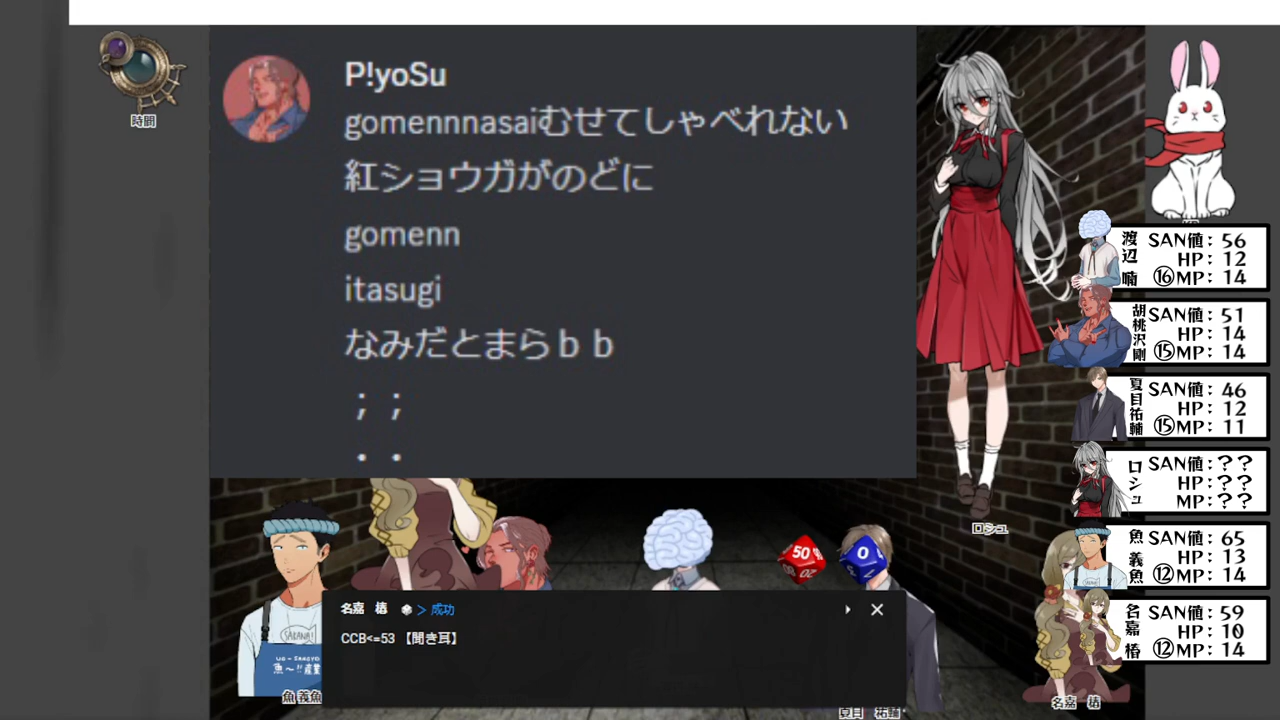 時間
P!yoSu
gomennnasaiむせてしゃべれない
紅ショウガがのどに
gomenn
itasugi
なみだとまらｂｂ
；；
．．
ロシュ
渡辺 喃
SAN値：56
HP：12
⑯MP：14
胡桃沢剛
SAN値：51
HP：14
⑮MP：14
夏目祐輔
SAN値：46
HP：12
⑮MP：11
ロシュ
SAN値：？？
HP：？？
MP：？？
魚 義魚
SAN値：65
HP：13
⑫MP：14
名嘉 椿
SAN値：59
HP：10
⑫MP：14
50
0
名嘉 椿 > 成功
CCB<=53 【聞き耳】
SAKANA!
魚 義魚
夏目 祐輔
名嘉 椿